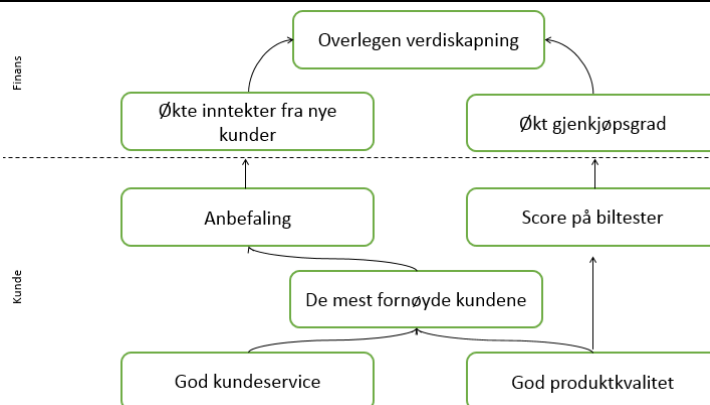 Finans
Overlegen verdiskapning
Økte inntekter fra nye
kunder
Økt gjenkjøpsgrad
Kunde
Anbefaling
Score på biltester
De mest fornøyde kundene
God kundeservice
God produktkvalitet